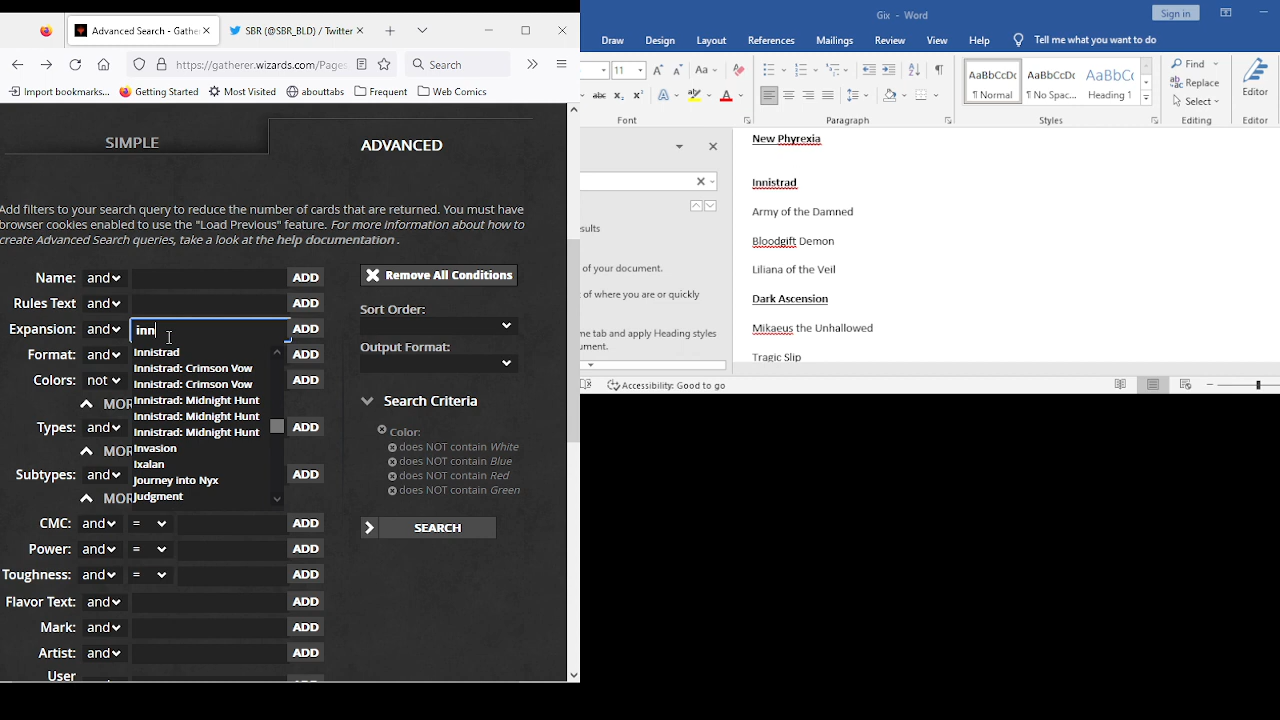 Advanced Search - Gathe
SBR (@SBR_BLD) / Twitter
https://gatherer.wizards.com/Pages
Search
Import bookmarks...
Getting Started
Most Visited
abouttabs
Frequent
Web Comics
SIMPLE
ADVANCED
Add filters to your search query to reduce the number of cards that are returned. You must have
browser cookies enabled to use the "Load Previous" feature. For more information about how to
create Advanced Search queries, take a look at the help documentation .
Name: and ADD
Rules Text and ADD
Expansion: and inn ADD
Format: and ADD
Colors: not ADD
MOR
Types: and ADD
MOR
Subtypes: and ADD
MOR
Innistrad
Innistrad: Crimson Vow
Innistrad: Crimson Vow
Innistrad: Midnight Hunt
Innistrad: Midnight Hunt
Innistrad: Midnight Hunt
Invasion
Ixalan
Journey into Nyx
Judgment
CMC: and = ADD
Power: and = ADD
Toughness: and = ADD
Flavor Text: and ADD
Mark: and ADD
Artist: and ADD
User
Remove All Conditions
Sort Order:
Output Format:
Search Criteria
Color:
does NOT contain White
does NOT contain Blue
does NOT contain Red
does NOT contain Green
SEARCH
Gix - Word
Sign in
Draw
Design
Layout
References
Mailings
Review
View
Help
Tell me what you want to do
11
Aa
abc
x₂
x²
A
A
Font
Paragraph
AaBbCcDc
AaBbCcDc
AaBbC
¶ Normal
¶ No Spac...
Heading 1
Styles
Find
Replace
Select
Editing
Editor
Editor
sults
of your document.
of where you are or quickly
me tab and apply Heading styles
ument.
New Phyrexia
Innistrad
Army of the Damned
Bloodgift Demon
Liliana of the Veil
Dark Ascension
Mikaeus the Unhallowed
Tragic Slip
Accessibility: Good to go